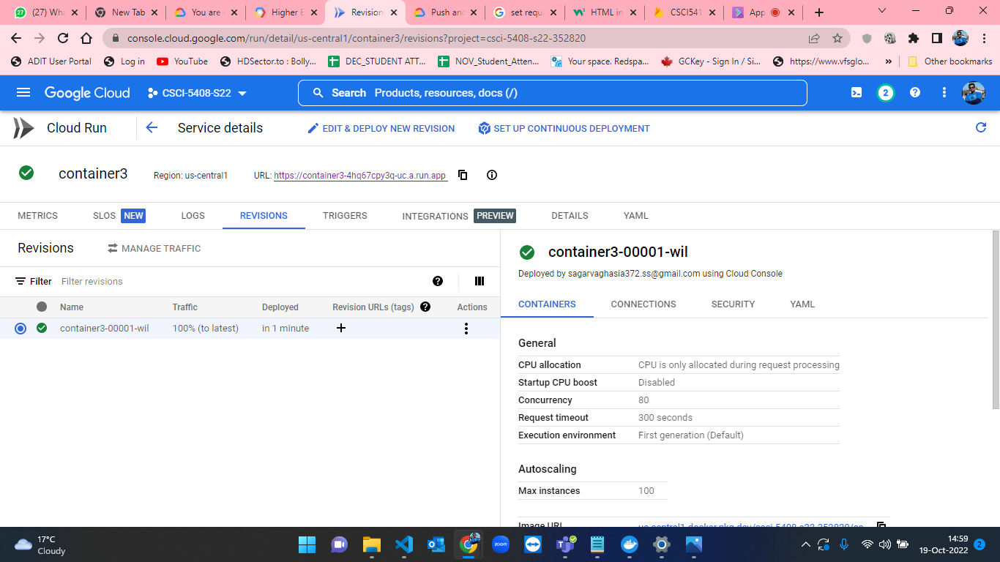 (27) Wha
New Tab
You are
Higher E
Revision
Push and
set requ
HTML in
CSCI541
App
console.cloud.google.com/run/detail/us-central1/container3/revisions?project=csci-5408-s22-352820
ADIT User Portal
Log in
YouTube
HDSector.to : Bolly...
DEC_STUDENT ATT...
NOV_Student_Atten...
Your space. Redspa...
GCKey - Sign In / Si...
https://www.vfsglo...
»
Other bookmarks
Google Cloud
CSCI-5408-S22
Search Products, resources, docs (/)
2
Cloud Run
Service details
EDIT & DEPLOY NEW REVISION
SET UP CONTINUOUS DEPLOYMENT
container3
Region: us-central1
URL: https://container3-4hq67cpy3q-uc.a.run.app
METRICS
SLOS NEW
LOGS
REVISIONS
TRIGGERS
INTEGRATIONS PREVIEW
DETAILS
YAML
Revisions
MANAGE TRAFFIC
Filter Filter revisions
Name Traffic Deployed Revision URLs (tags) Actions
container3-00001-wil 100% (to latest) in 1 minute
container3-00001-wil
Deployed by sagarvaghasia372.ss@gmail.com using Cloud Console
CONTAINERS
CONNECTIONS
SECURITY
YAML
General
CPU allocation CPU is only allocated during request processing
Startup CPU boost Disabled
Concurrency 80
Request timeout 300 seconds
Execution environment First generation (Default)
Autoscaling
Max instances 100
Image URL us-central1-docker.pkg.dev/csci-5408-s22-352820/cs...
17°C
Cloudy
zoom
14:59
19-Oct-2022
2